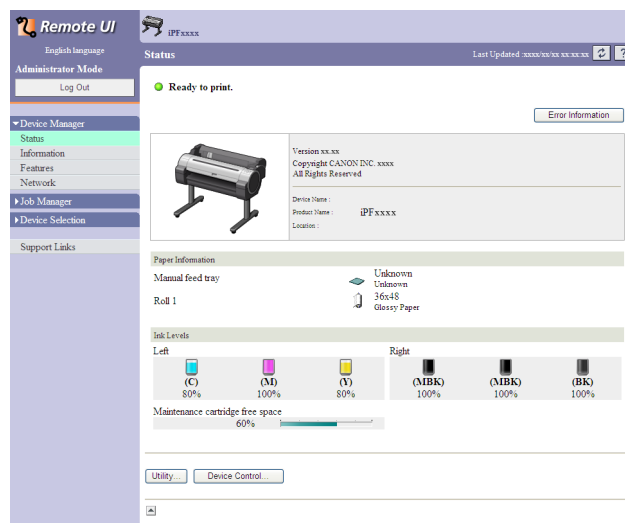 Remote UI
English language
Administrator Mode
Log Out
Device Manager
Status
Information
Features
Network
Job Manager
Device Selection
Support Links
iPFxxxx
Status
Last Updated :xxxx/xx/xx xx:xx:xx
?
Ready to print.
Error Information
Version xx.xx
Copyright CANON INC. xxxx
All Rights Reserved
Device Name :
Product Name : iPFxxxx
Location :
Paper Information
Manual feed tray Unknown
Unknown
Roll 1 36x48
Glossy Paper
Ink Levels
Left Right
(C) (M) (Y) (MBK) (MBK) (BK)
80% 100% 80% 100% 100% 100%
Maintenance cartridge free space
60%
Utility... Device Control...